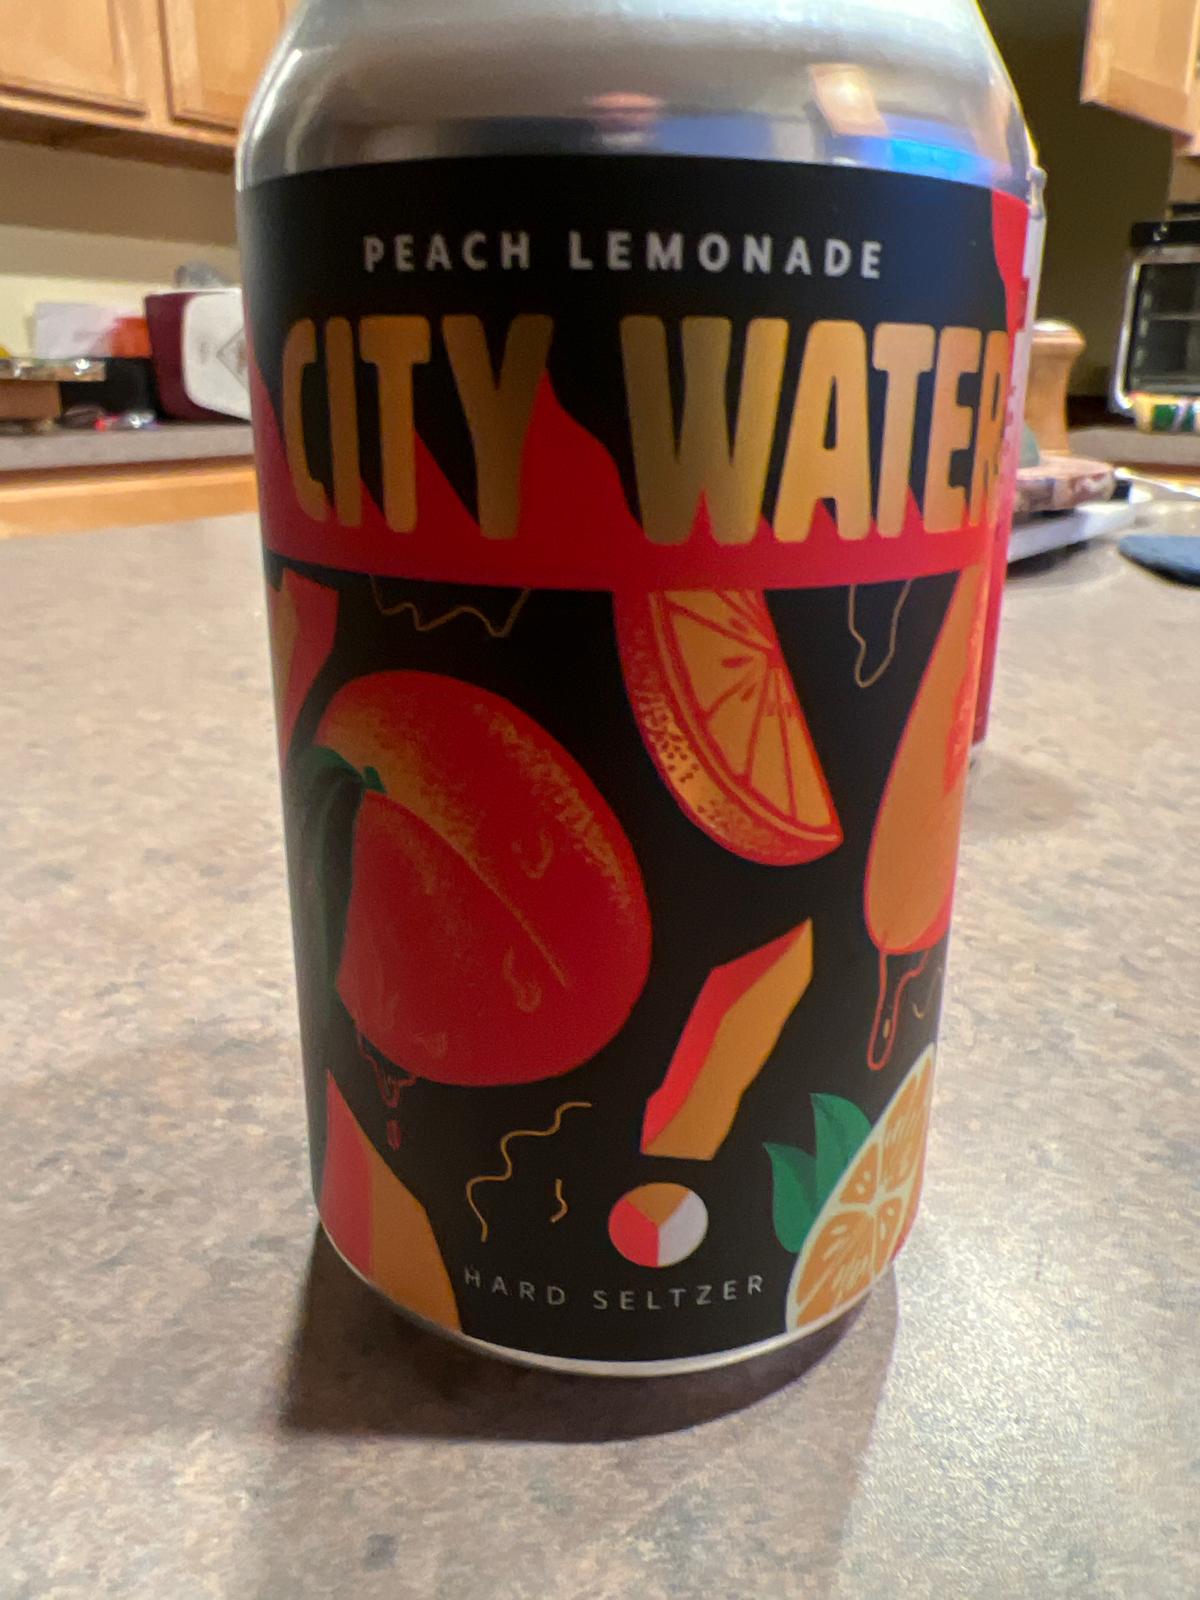 PEACH LEMONADE
CITY WATER
HARD SELTZER